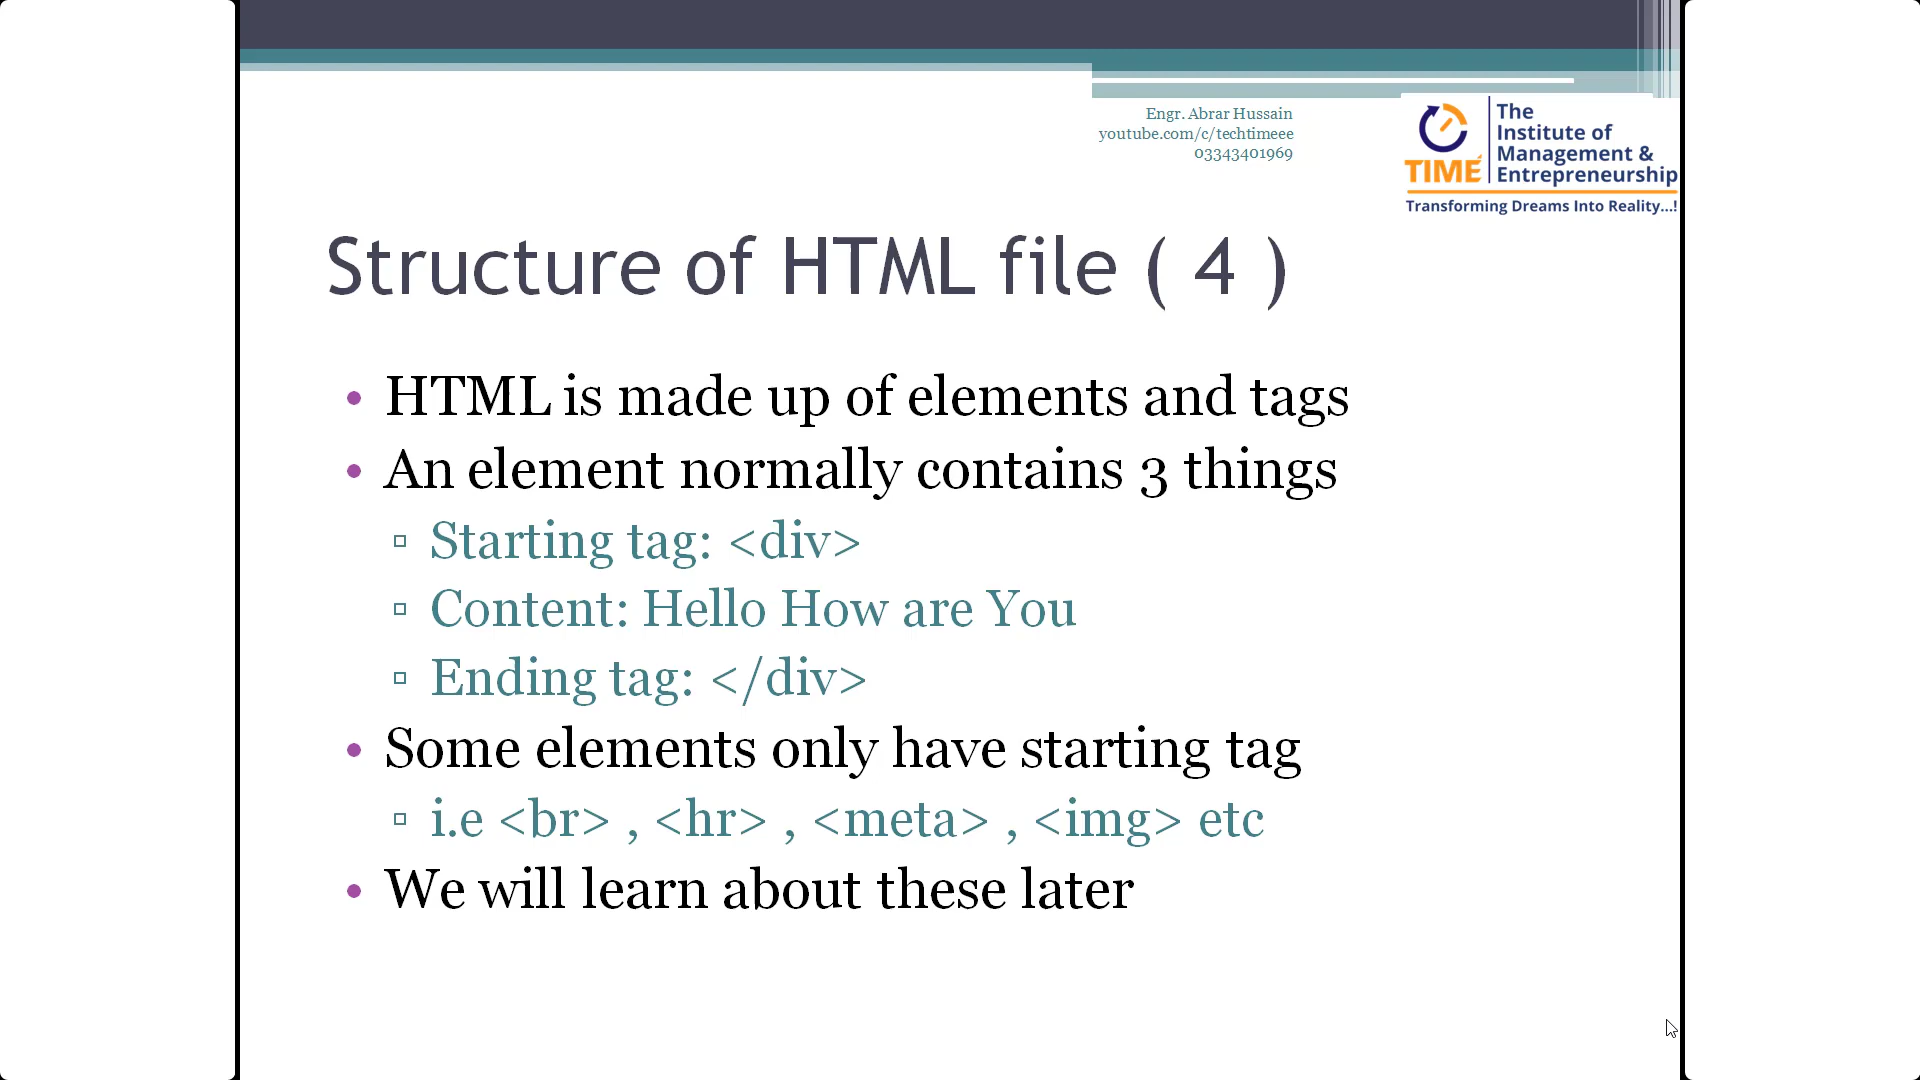 Engr. Abrar Hussain
youtube.com/c/techtimeee
03343401969
TIME
The
Institute of
Management &
Entrepreneurship
Transforming Dreams Into Reality...!
Structure of HTML file ( 4 )
• HTML is made up of elements and tags
• An element normally contains 3 things
▫ Starting tag: <div>
▫ Content: Hello How are You
▫ Ending tag: </div>
• Some elements only have starting tag
▫ i.e <br> , <hr> , <meta> , <img> etc
• We will learn about these later